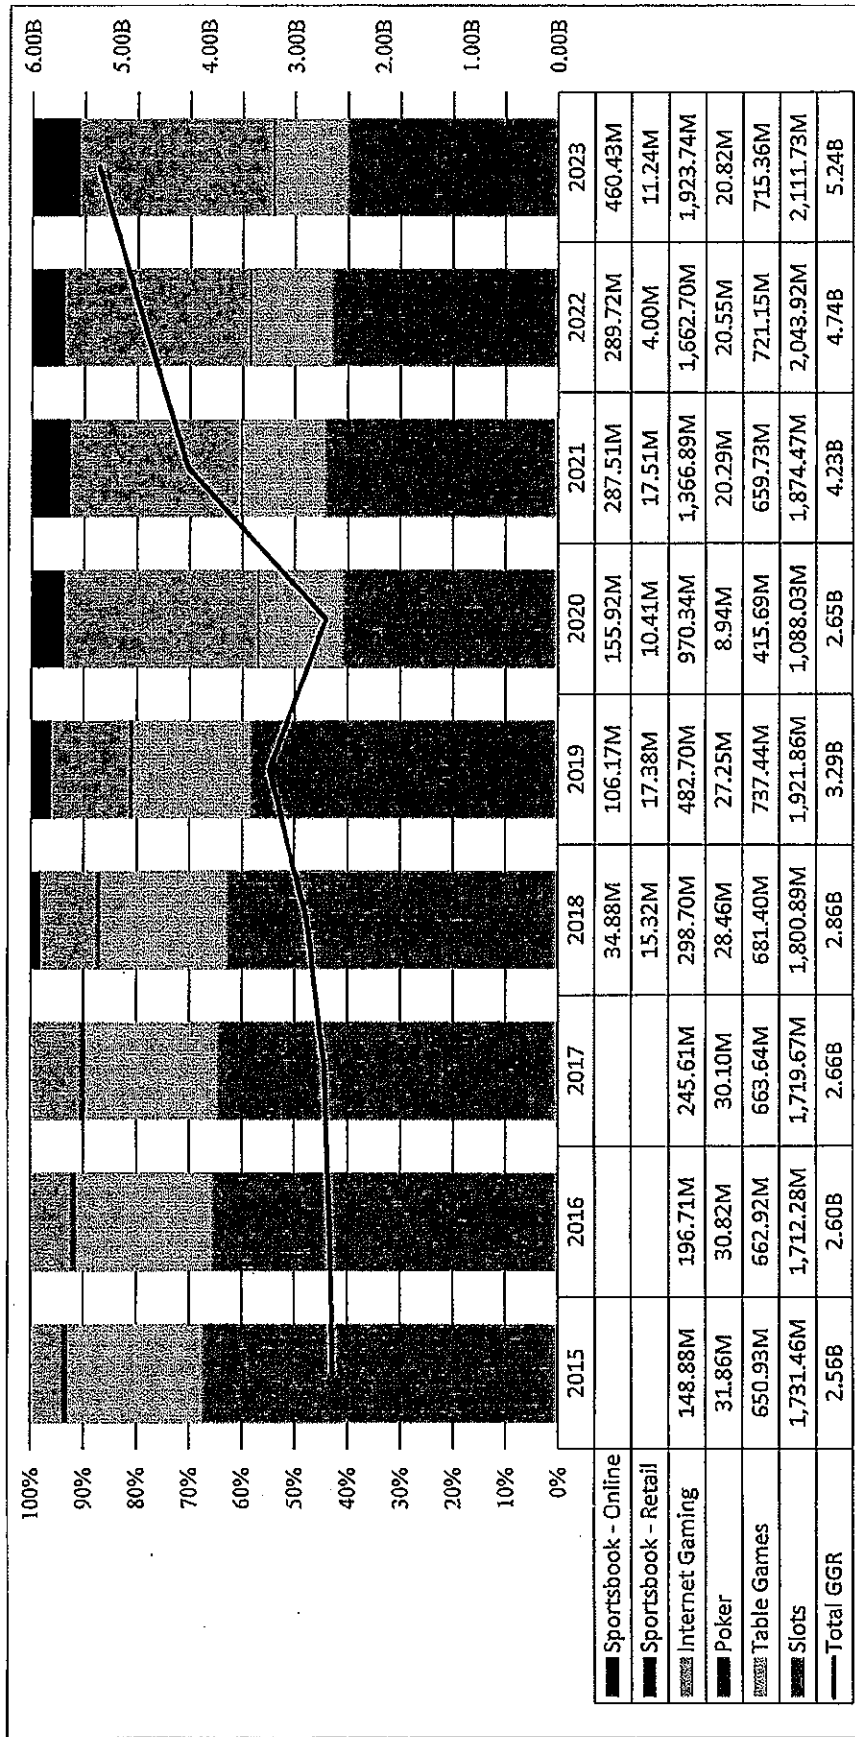 100% 6.00B
90% 5.00B
80%
70% 4.00B
60%
50% 3.00B
40%
30% 2.00B
20% 1.00B
10%
0% 0.00B
2015 2016 2017 2018 2019 2020 2021 2022 2023
Sportsbook - Online 34.88M 106.17M 155.92M 287.51M 289.72M 460.43M
Sportsbook - Retail 15.32M 17.38M 10.41M 17.51M 4.00M 11.24M
Internet Gaming 148.88M 196.71M 245.61M 298.70M 482.70M 970.34M 1,366.89M 1,662.70M 1,923.74M
Poker 31.86M 30.82M 30.10M 28.46M 27.25M 8.94M 20.29M 20.55M 20.82M
Table Games 650.93M 662.92M 663.64M 681.40M 737.44M 415.69M 659.73M 721.15M 715.36M
Slots 1,731.46M 1,712.28M 1,719.67M 1,800.89M 1,921.86M 1,088.03M 1,874.47M 2,043.92M 2,111.73M
Total GGR 2.56B 2.60B 2.66B 2.86B 3.29B 2.65B 4.23B 4.74B 5.24B